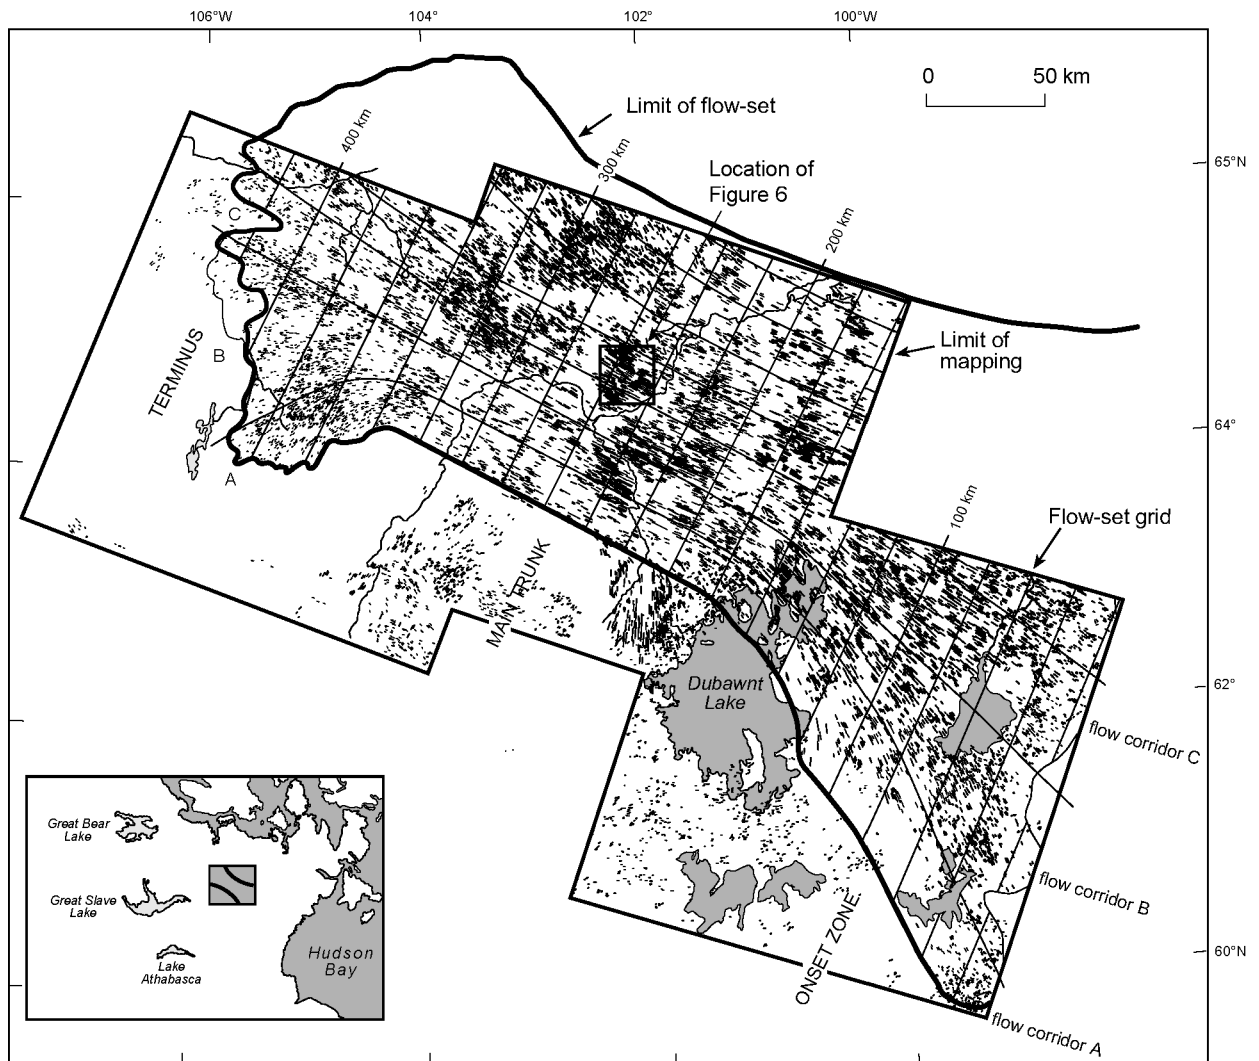 106°W
104°
102°
100°W
0
50 km
Limit of flow-set
400 km
300 km
Location of
Figure 6
65°N
200 km
C
TERMINUS
B
Limit of
mapping
64°
A
100 km
Flow-set grid
MAIN TRUNK
Dubawnt
Lake
62°
flow corridor C
Great Bear
Lake
Great Slave
Lake
Lake
Athabasca
Hudson
Bay
flow corridor B
ONSET ZONE
60°N
flow corridor A